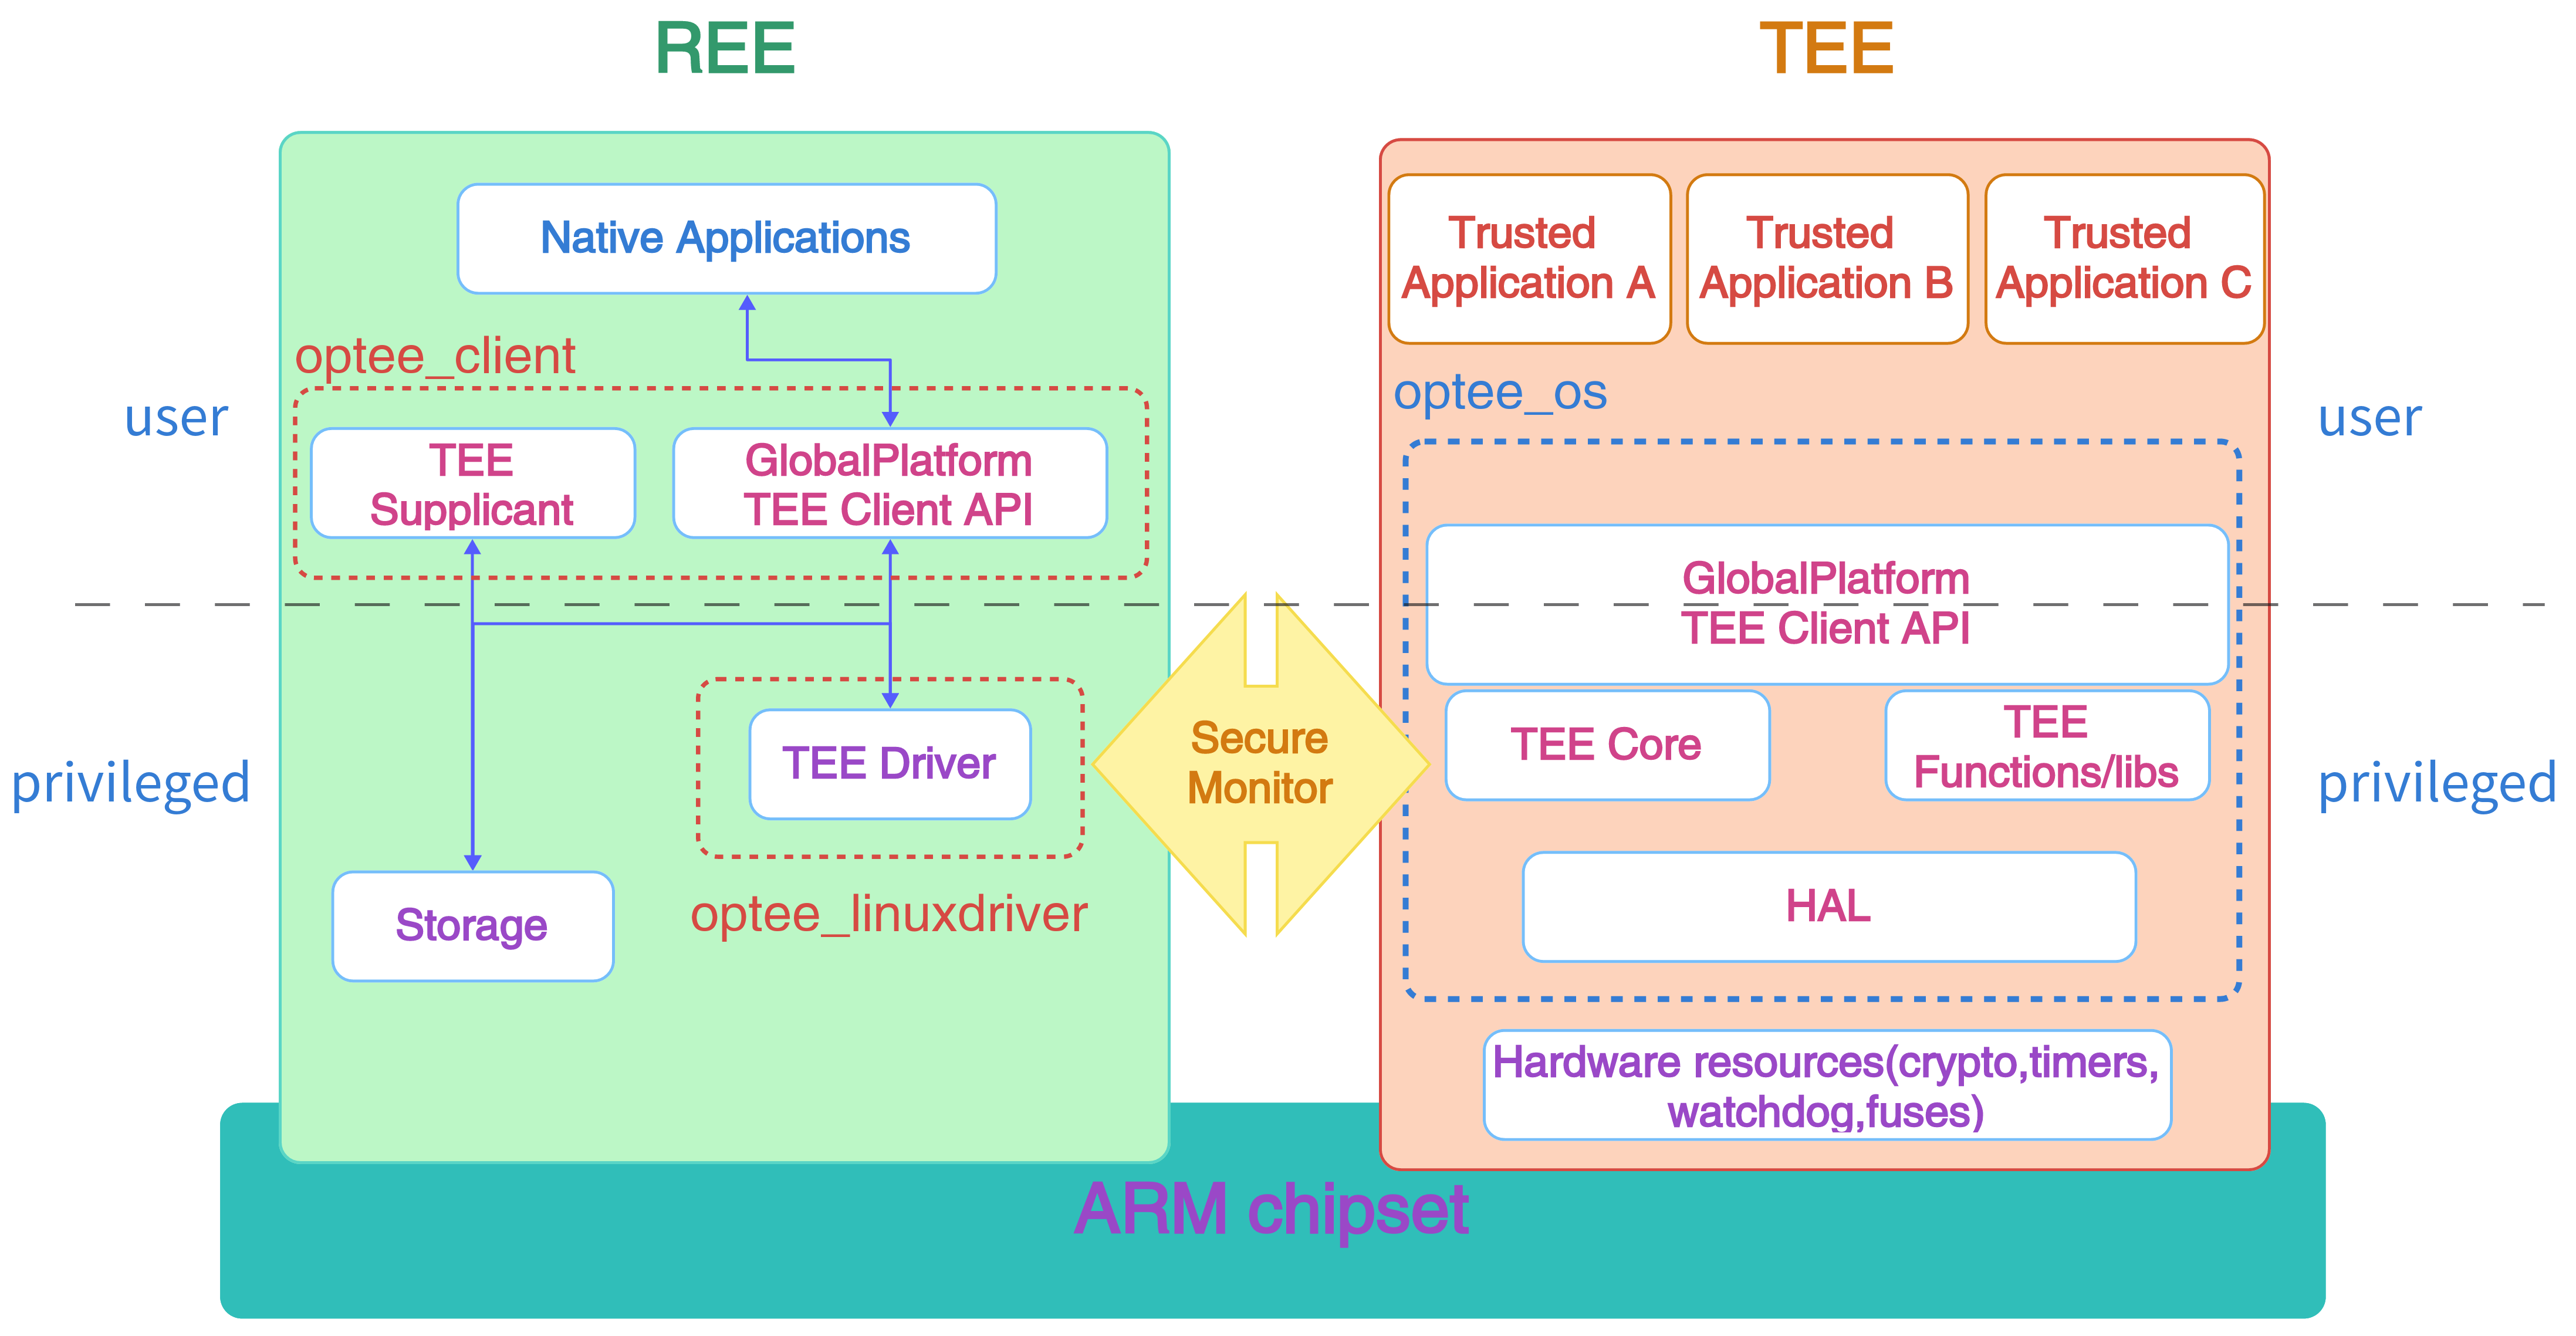 REE
TEE
Native Applications
optee_client
user
TEE
Supplicant
GlobalPlatform
TEE Client API
privileged
TEE Driver
optee_linuxdriver
Storage
Secure
Monitor
Trusted
Application A
Trusted
Application B
Trusted
Application C
optee_os
user
GlobalPlatform
TEE Client API
TEE Core
TEE
Functions/libs
privileged
HAL
Hardware resources(crypto,timers,
watchdog,fuses)
ARM chipset